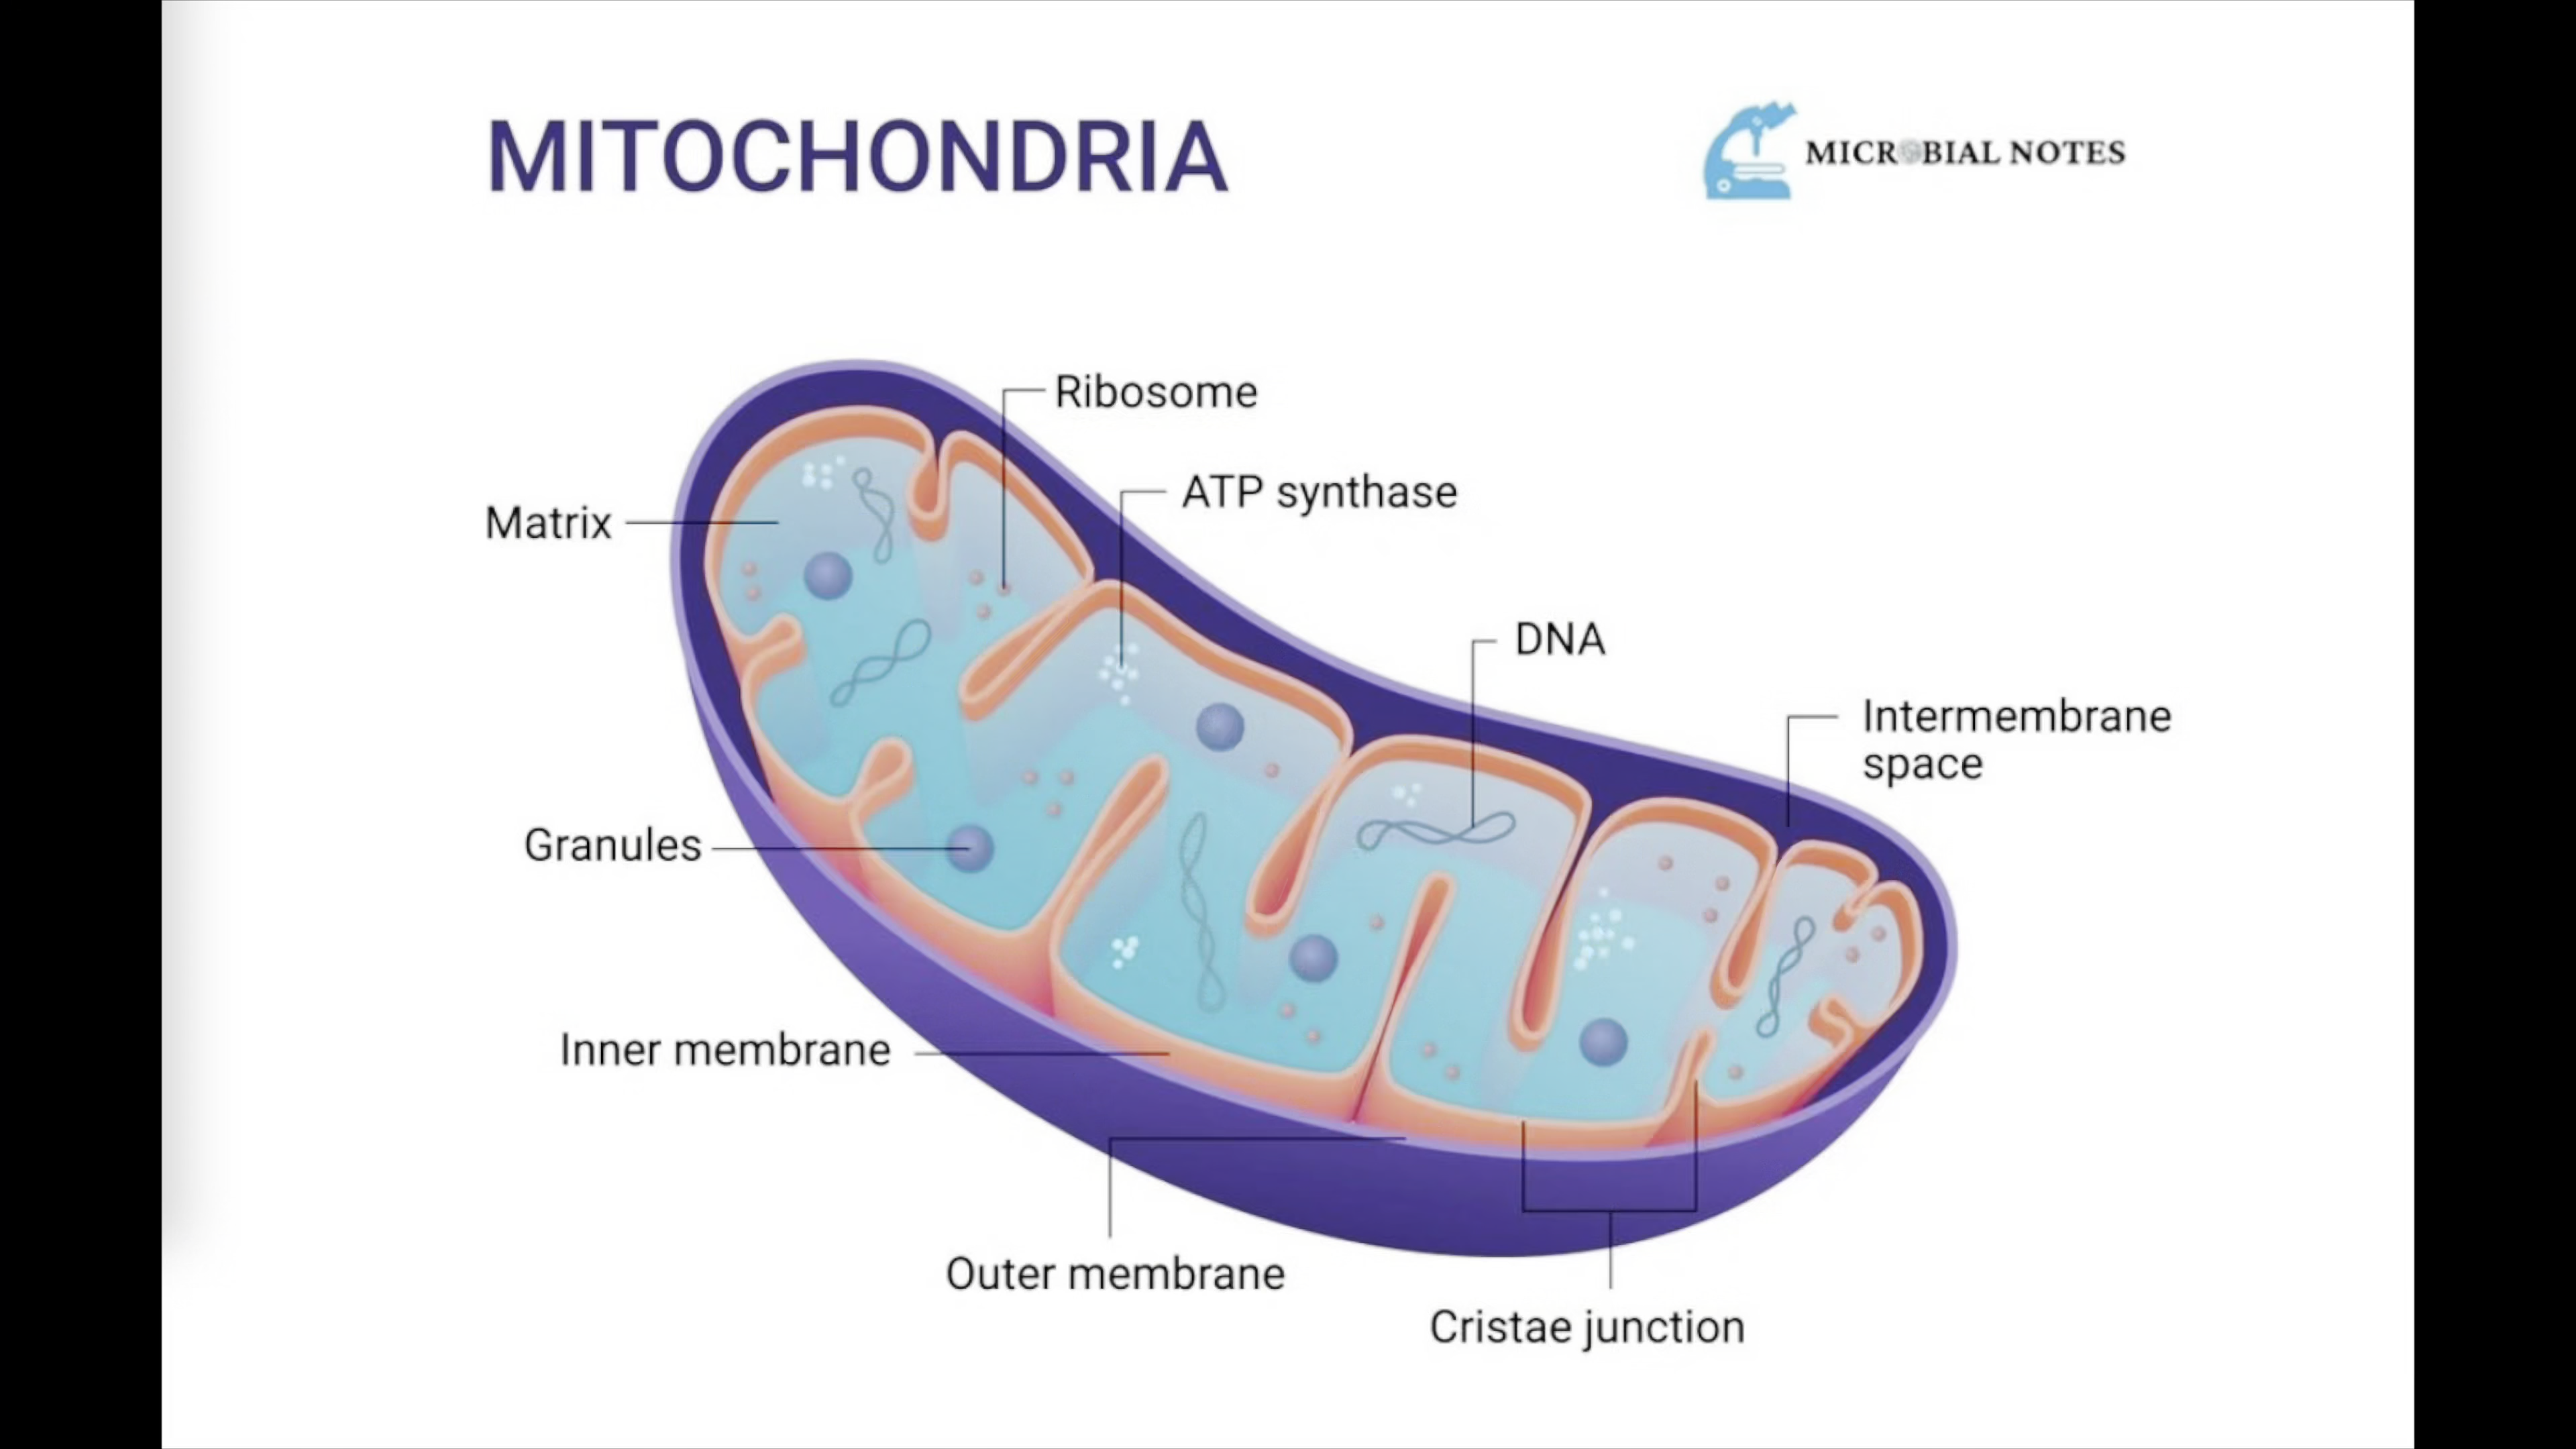 MITOCHONDRIA
MICROBIAL NOTES
Ribosome
ATP synthase
Matrix
DNA
Intermembrane
space
Granules
Inner membrane
Outer membrane
Cristae junction